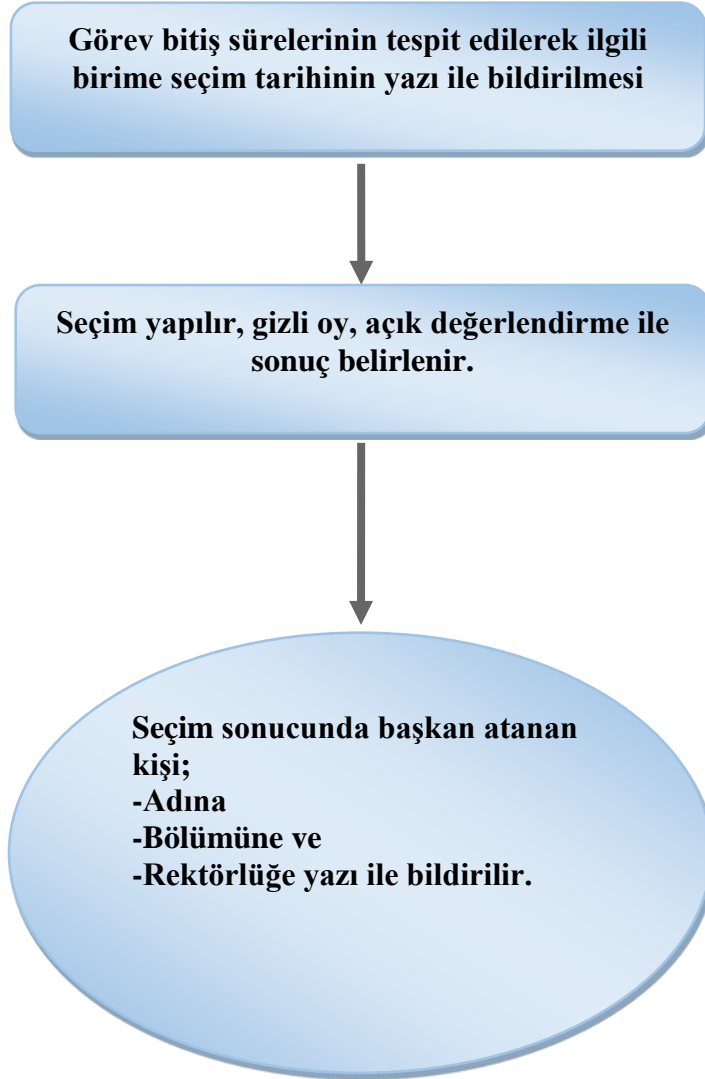 Görev bitiş sürelerinin tespit edilerek ilgili
birime seçim tarihinin yazı ile bildirilmesi
Seçim yapılır, gizli oy, açık değerlendirme ile
sonuç belirlenir.
Seçim sonucunda başkan atanan
kişi;
-Adına
-Bölümüne ve
-Rektörlüğe yazı ile bildirilir.